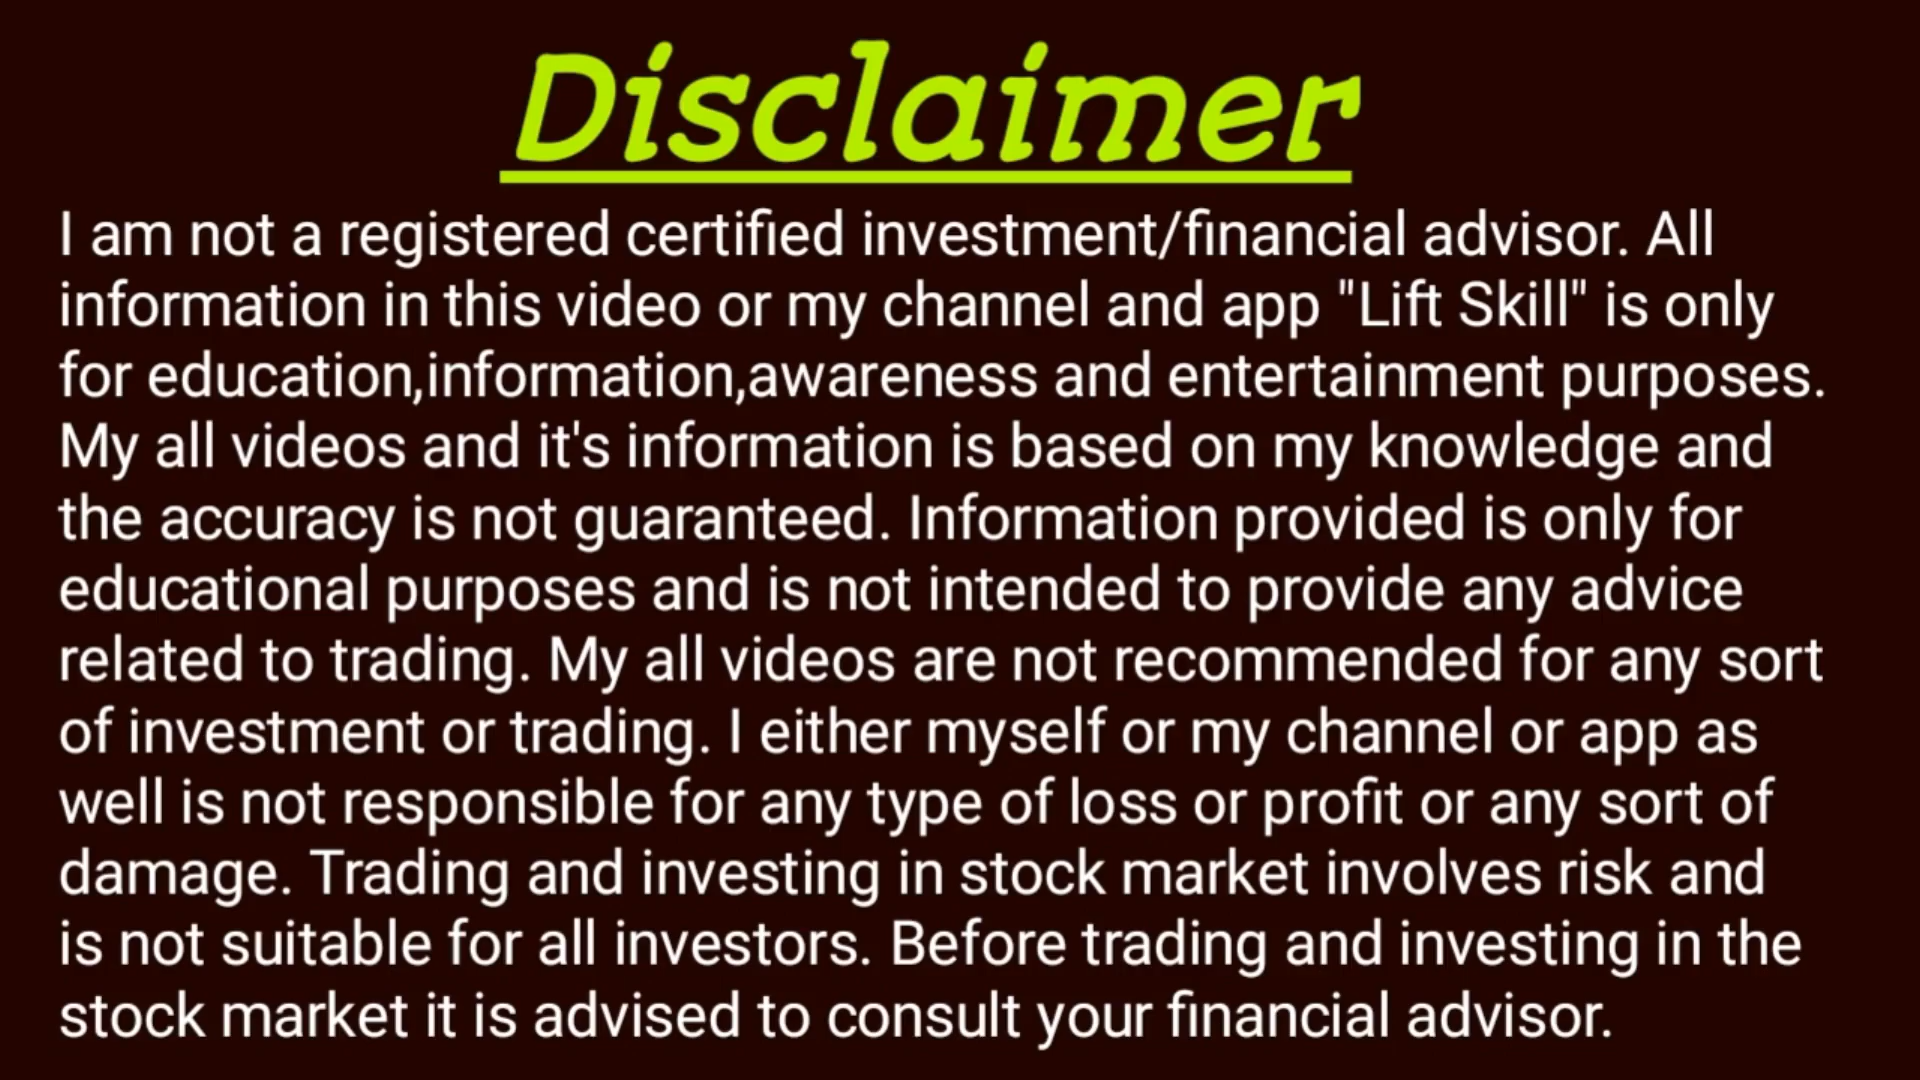 Disclaimer
I am not a registered certified investment/financial advisor. All
information in this video or my channel and app "Lift Skill" is only
for education,information,awareness and entertainment purposes.
My all videos and it's information is based on my knowledge and
the accuracy is not guaranteed. Information provided is only for
educational purposes and is not intended to provide any advice
related to trading. My all videos are not recommended for any sort
of investment or trading. I either myself or my channel or app as
well is not responsible for any type of loss or profit or any sort of
damage. Trading and investing in stock market involves risk and
is not suitable for all investors. Before trading and investing in the
stock market it is advised to consult your financial advisor.